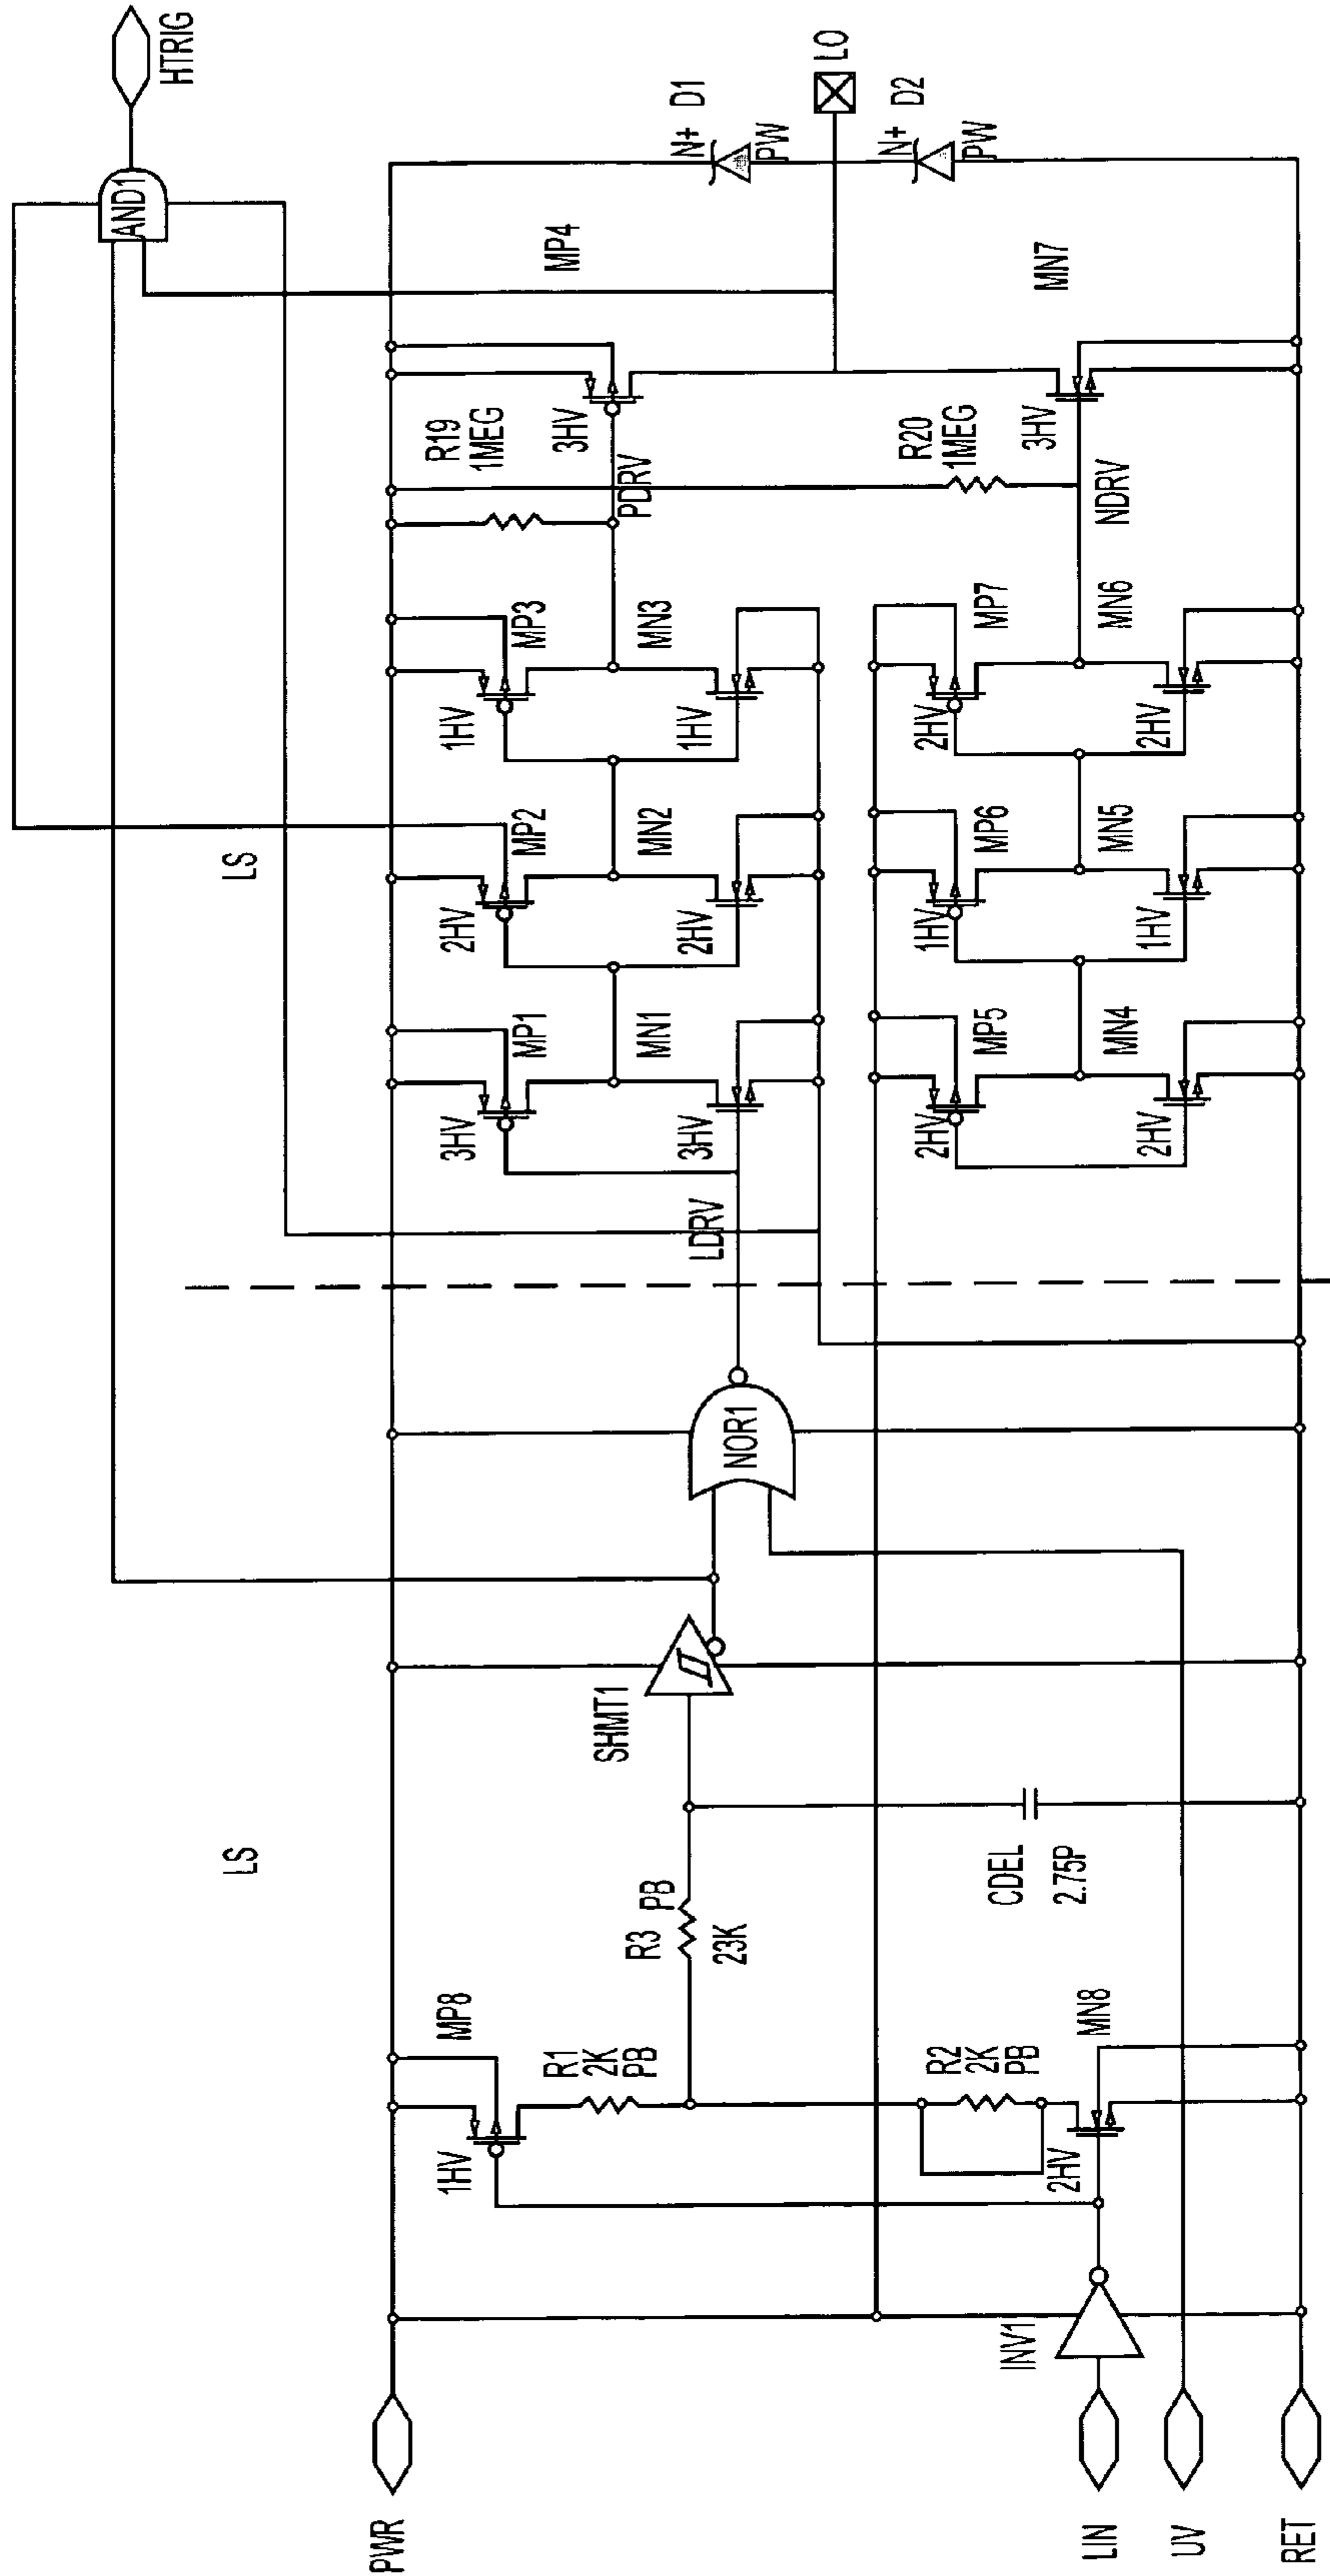 PWR
LIN
UV
RET
INV1
1HV
MP8
R1
2K
PB
R2
2K
PB
2HV
MN8
R3
PB
23K
CDEL
2.75P
LS
SHMT1
NOR1
LDRV
LS
3HV
MP1
3HV
MN1
2HV
MP2
2HV
MN2
1HV
MP3
1HV
MN3
2HV
MP5
2HV
MN4
1HV
MP6
1HV
MN5
2HV
MP7
2HV
MN6
R19
1MEG
PDRV
R20
1MEG
NDRV
3HV
MP4
3HV
MN7
AND1
HTRIG
N+
D1
PW
LO
N+
D2
PW